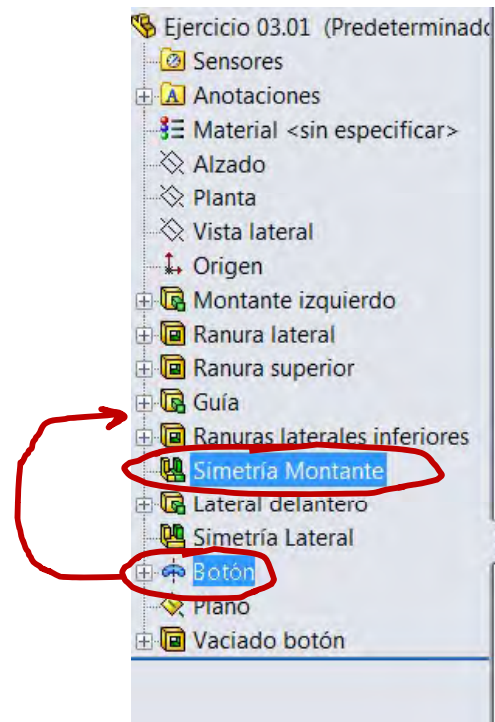 Ejercicio 03.01 (Predeterminado
Sensores
Anotaciones
Material <sin especificar>
Alzado
Planta
Vista lateral
Origen
Montante izquierdo
Ranura lateral
Ranura superior
Guía
Ranuras laterales inferiores
Simetría Montante
Lateral delantero
Simetría Lateral
Botón
Plano
Vaciado botón